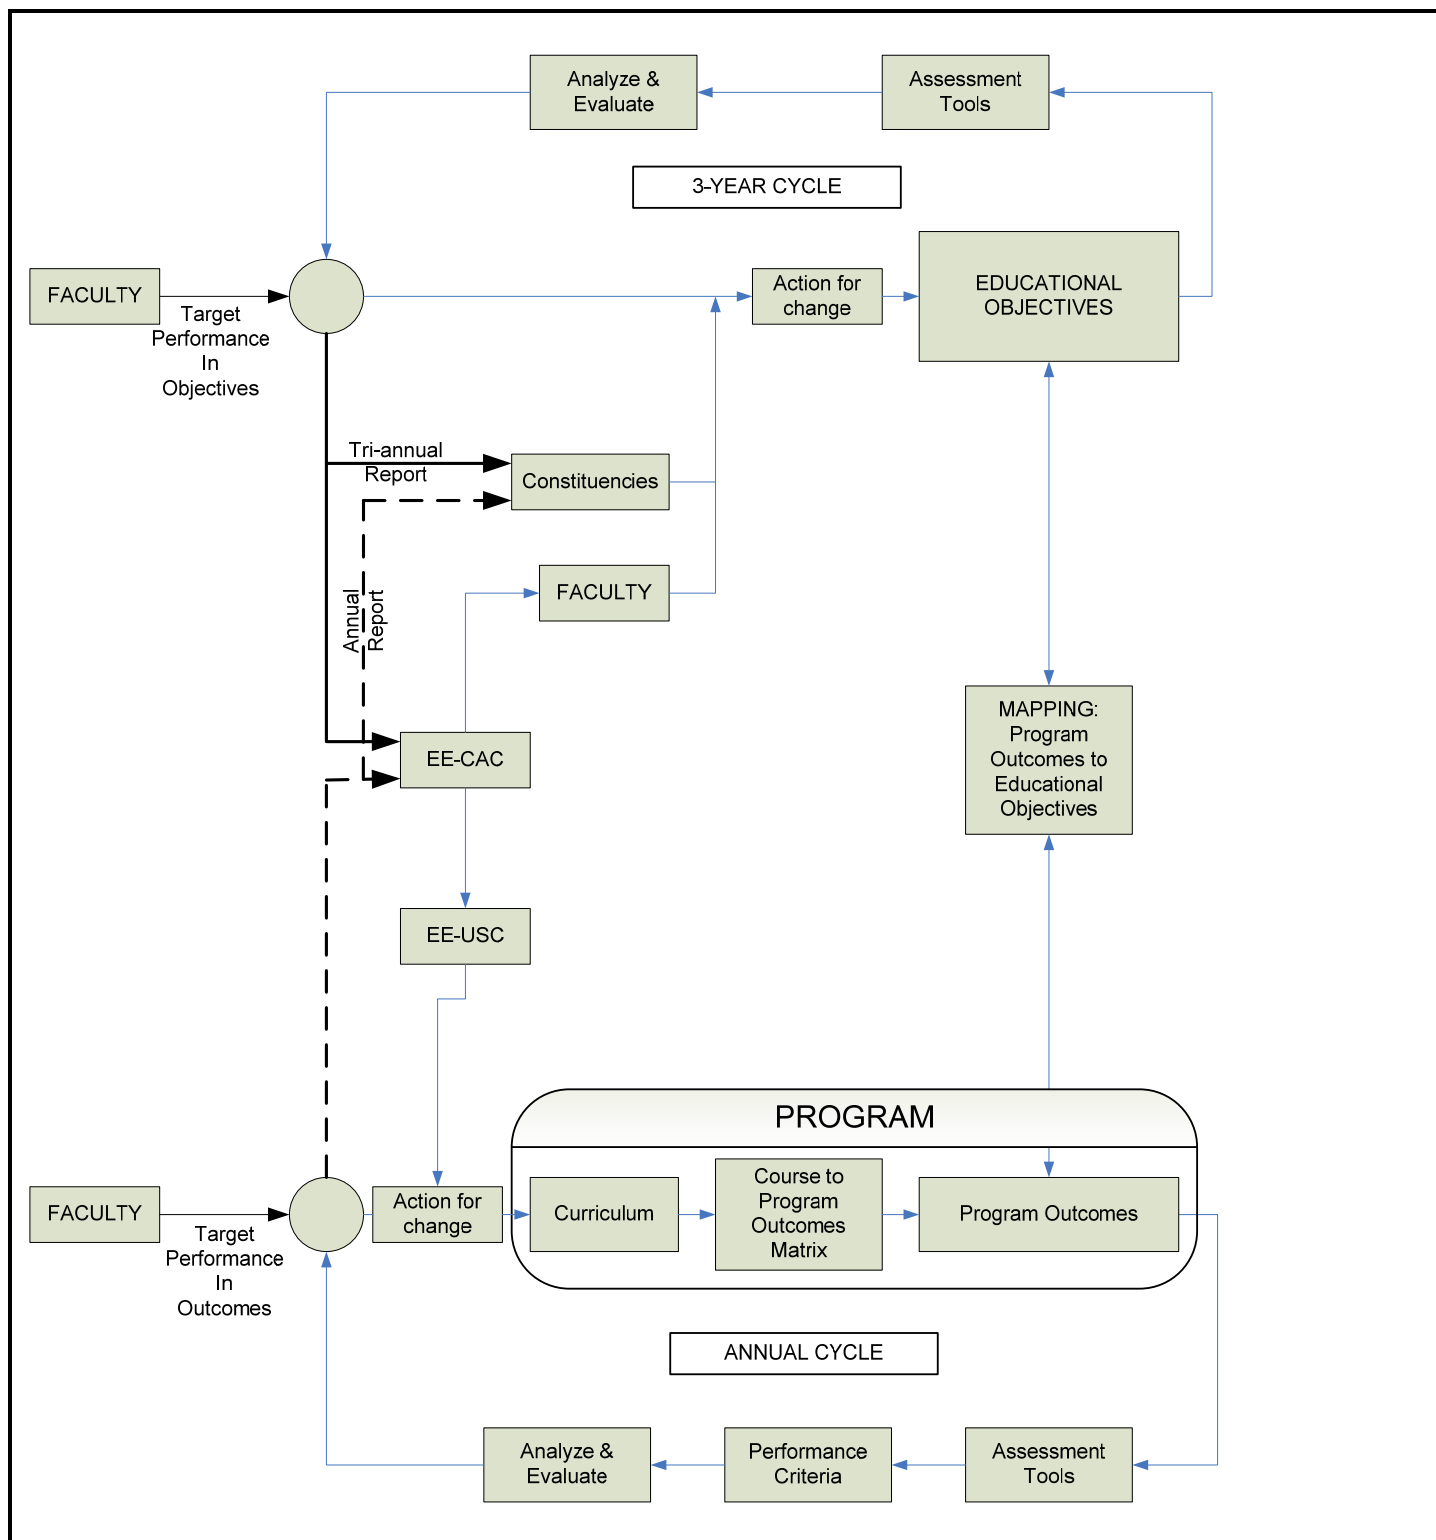 Analyze &
Evaluate
Assessment
Tools
3-YEAR CYCLE
FACULTY
Target
Performance
In
Objectives
Action for
change
EDUCATIONAL
OBJECTIVES
Tri-annual
Report
Constituencies
Annual
Report
FACULTY
EE-CAC
MAPPING:
Program
Outcomes to
Educational
Objectives
EE-USC
PROGRAM
FACULTY
Target
Performance
In
Outcomes
Action for
change
Curriculum
Course to
Program
Outcomes
Matrix
Program Outcomes
ANNUAL CYCLE
Analyze &
Evaluate
Performance
Criteria
Assessment
Tools